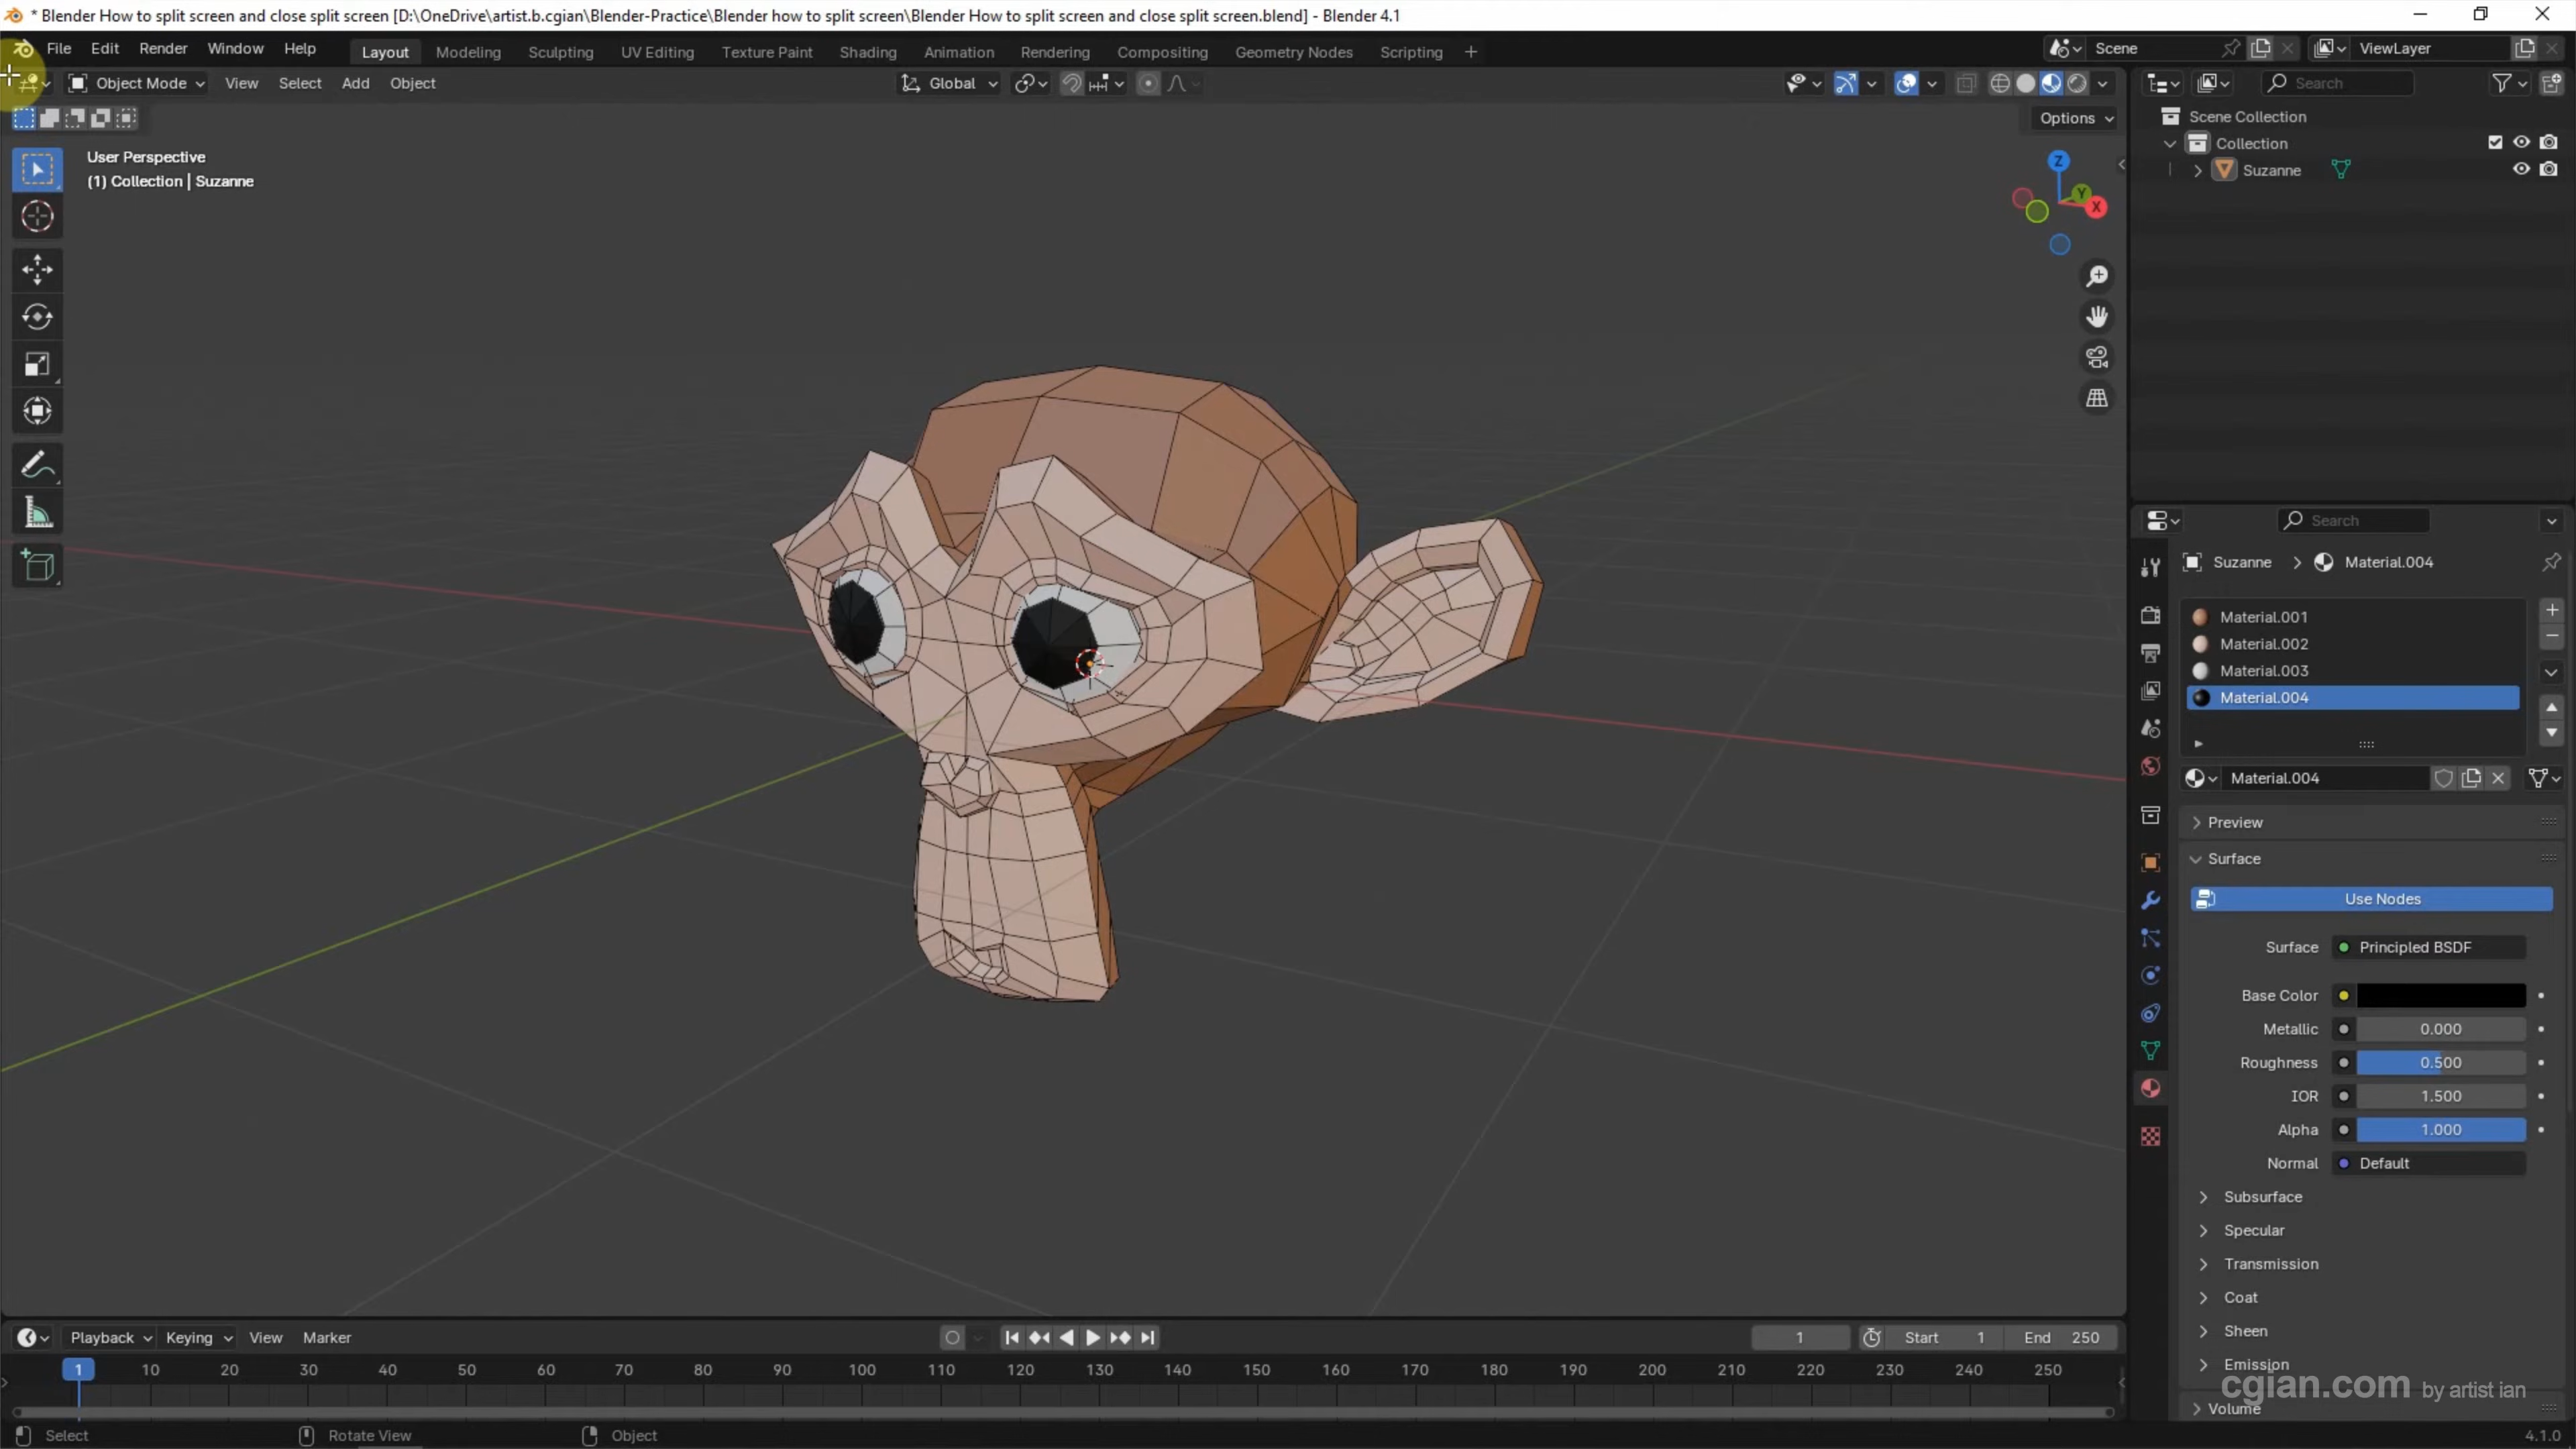 * Blender How to split screen and close split screen [D:\OneDrive\artist.b.cgian\Blender-Practice\Blender how to split screen\Blender How to split screen and close split screen.blend] - Blender 4.1
File Edit Render Window Help Layout Modeling Sculpting UV Editing Texture Paint Shading Animation Rendering Compositing Geometry Nodes Scripting + Scene ViewLayer
Object Mode View Select Add Object Global Search
Options
User Perspective
(1) Collection | Suzanne
Z
Y
X
Scene Collection
Collection
Suzanne
Search
Suzanne > Material.004
Material.001
Material.002
Material.003
Material.004
Material.004
Preview
Surface
Use Nodes
Surface Principled BSDF
Base Color
Metallic 0.000
Roughness 0.500
IOR 1.500
Alpha 1.000
Normal Default
Subsurface
Specular
Transmission
Coat
Sheen
Emission
Volume
Playback Keying View Marker 1 Start 1 End 250
1 10 20 30 40 50 60 70 80 90 100 110 120 130 140 150 160 170 180 190 200 210 220 230 240 250
cgian.com by artist ian
Select Rotate View Object 4.1.0